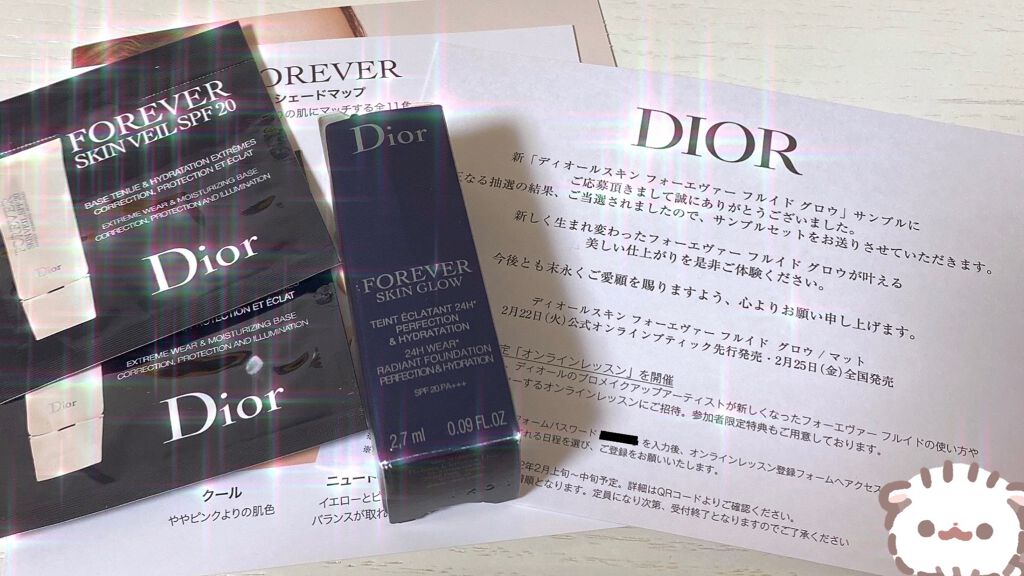 FOREVER
SKIN VEIL SPF 20
BASE TENUE & HYDRATATION EXTRÊMES
CORRECTION, PROTECTION ET ÉCLAT
EXTREME WEAR & MOISTURIZING BASE
CORRECTION, PROTECTION AND ILLUMINATION
Dior
Dior
PROTECTION ET ÉCLAT
EXTREME WEAR & MOISTURIZING BASE
CORRECTION, PROTECTION AND ILLUMINATION
Dior
Dior
OREVER
シェードマップ
の肌にマッチする全11色
クール
ややピンクよりの肌色
ニュート
イエローとピ
バランスが取れ
Dior
FOREVER
SKIN GLOW
TEINT ÉCLATANT 24H*
PERFECTION
& HYDRATATION
24H WEAR*
RADIANT FOUNDATION
PERFECTION & HYDRATION
SPF 20 PA+++
2.7 ml 0.09 FL.OZ
DIOR
新「ディオールスキン フォーエヴァー フルイド グロウ」サンプルに
ご応募頂きまして誠にありがとうございました。
なる抽選の結果、ご当選されましたので、サンプルセットをお送りさせていただきます。
新しく生まれ変わったフォーエヴァー フルイド グロウが叶える
美しい仕上がりを是非ご体験ください。
今後とも末永くご愛顧を賜りますよう、心よりお願い申し上げます。
ディオールスキン フォーエヴァー フルイド グロウ / マット
2月22日(火)公式オンラインブティック先行発売・2月25日(金)全国発売
定「オンラインレッスン」を開催
ディオールのプロメイクアップアーティストが新しくなったフォーエヴァー フルイドの使い方や
ーするオンラインレッスンにご招待。参加者限定特典もご用意しております。
フォームパスワード を入力後、オンラインレッスン登録フォームへアクセス
れる日程を選び、ご登録をお願いいたします。
年2月上旬〜中旬予定。詳細はQRコードよりご確認ください。
順となります。定員になり次第、受付終了となりますのでご了承ください